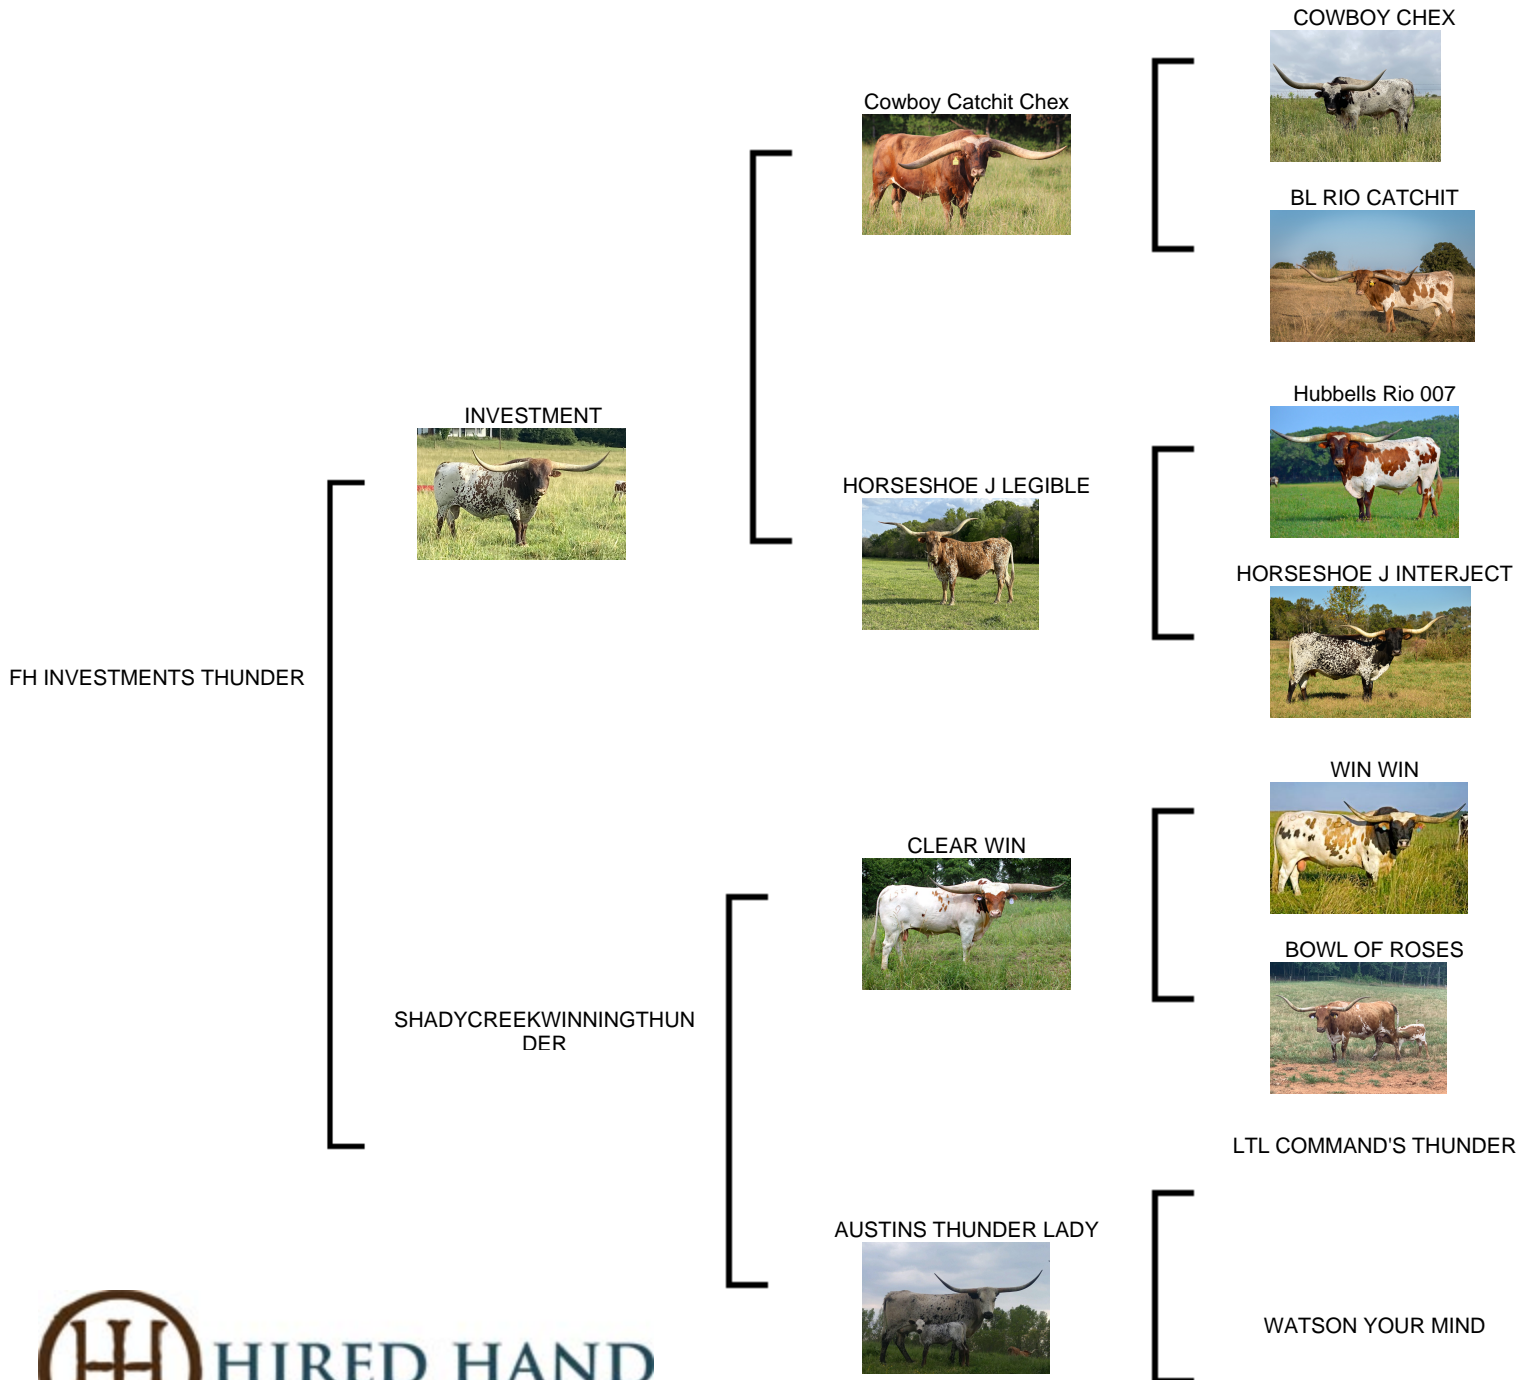 COWBOY CHEX
Cowboy Catchit Chex
BL RIO CATCHIT
Hubbells Rio 007
INVESTMENT
HORSESHOE J LEGIBLE
HORSESHOE J INTERJECT
FH INVESTMENTS THUNDER
WIN WIN
CLEAR WIN
BOWL OF ROSES
SHADYCREEKWINNINGTHUN
DER
LTL COMMAND'S THUNDER
AUSTINS THUNDER LADY
WATSON YOUR MIND
HIRED HAND